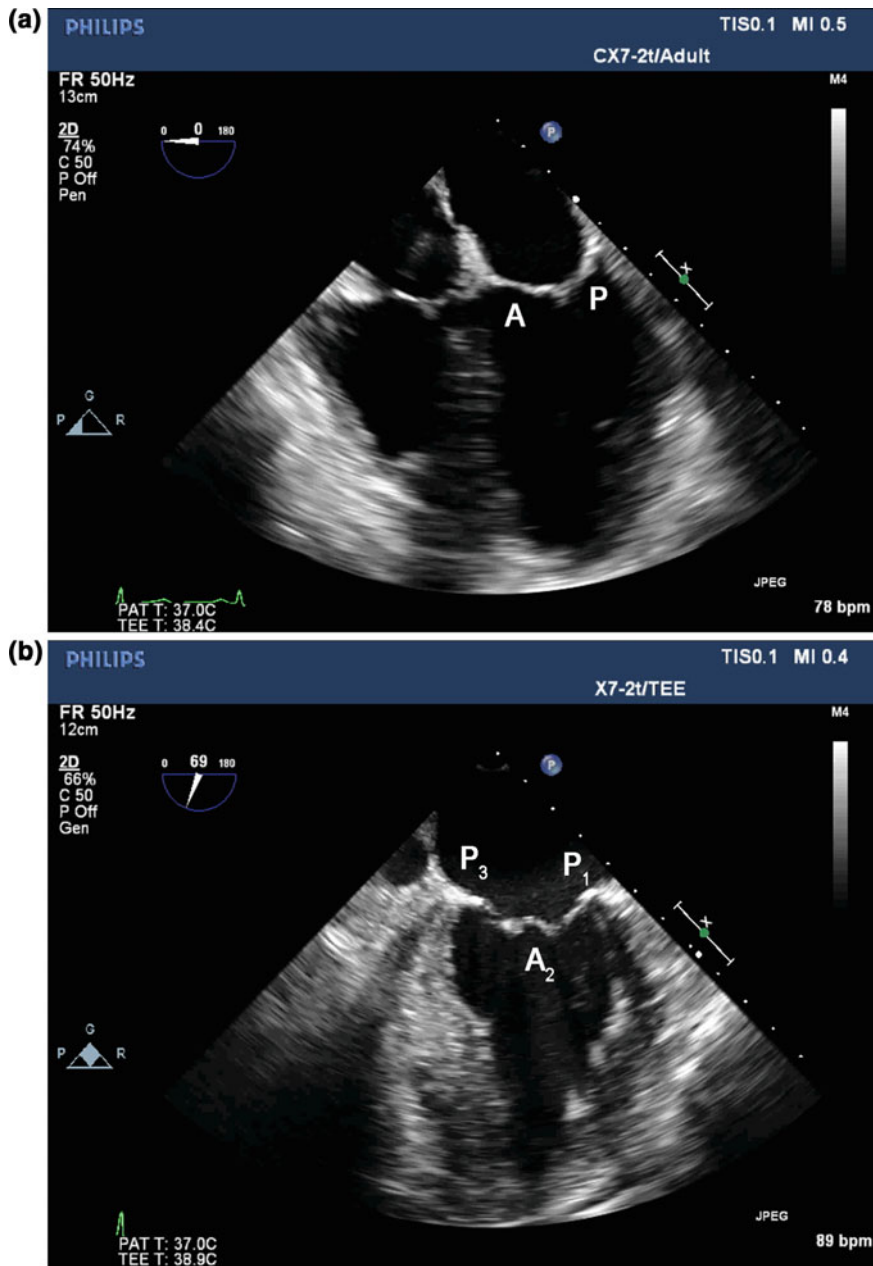 (a)
PHILIPS
TIS0.1 MI 0.5
CX7-2t/Adult
FR 50Hz
13cm
M4
2D
74%
C 50
P Off
Pen
0 0 180
P
X
A P
G
P R
JPEG
PAT T: 37.0C
TEE T: 38.4C
78 bpm
(b)
PHILIPS
TIS0.1 MI 0.4
X7-2t/TEE
FR 50Hz
12cm
M4
2D
66%
C 50
P Off
Gen
0 69 180
P
P₃ P₁
X
A₂
G
P R
JPEG
PAT T: 37.0C
TEE T: 38.9C
89 bpm